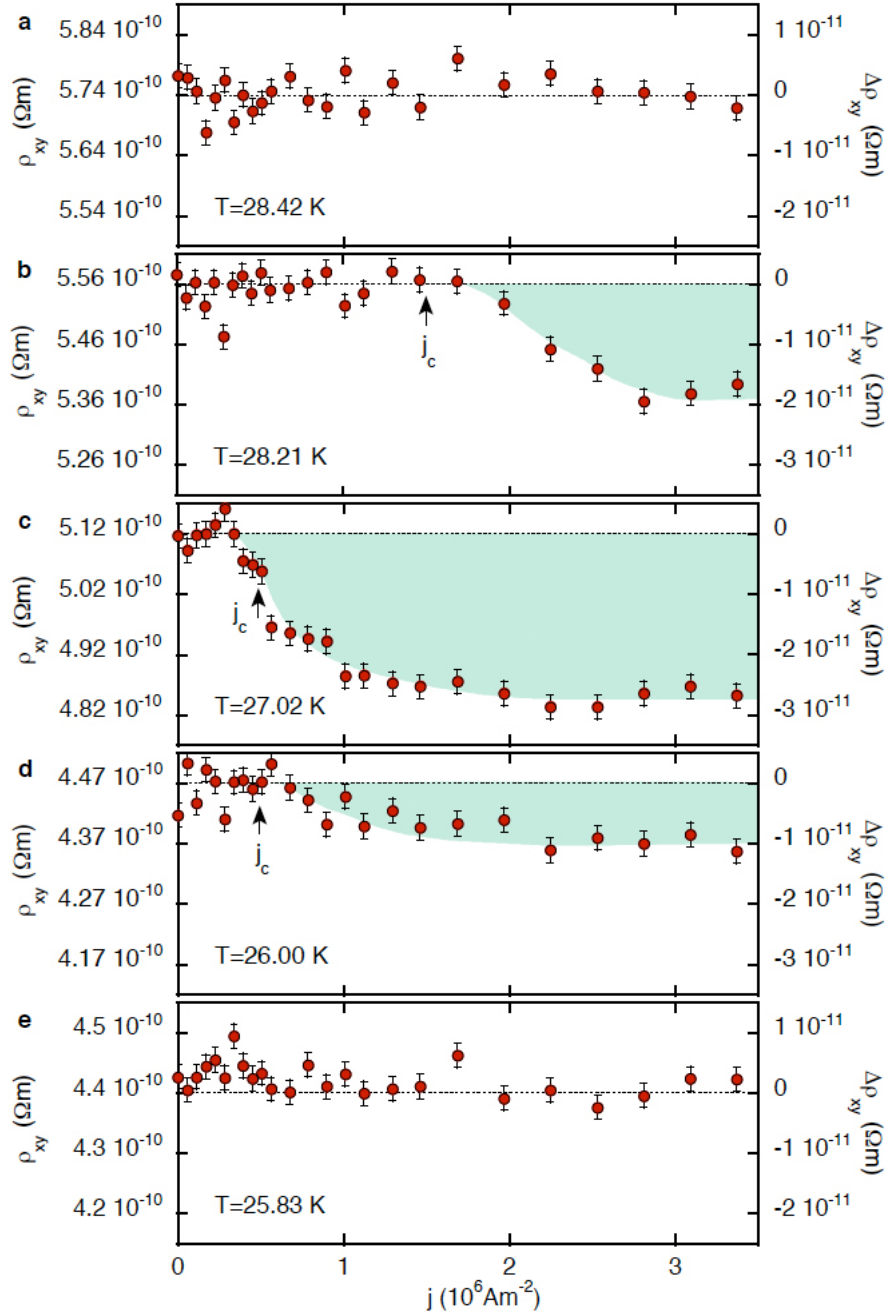 a
5.84 10⁻¹⁰
5.74 10⁻¹⁰
5.64 10⁻¹⁰
5.54 10⁻¹⁰
ρxy (Ωm)
T=28.42 K
1 10⁻¹¹
0
-1 10⁻¹¹
-2 10⁻¹¹
Δρxy (Ωm)
b
5.56 10⁻¹⁰
5.46 10⁻¹⁰
5.36 10⁻¹⁰
5.26 10⁻¹⁰
ρxy (Ωm)
jc
T=28.21 K
0
-1 10⁻¹¹
-2 10⁻¹¹
-3 10⁻¹¹
Δρxy (Ωm)
c
5.12 10⁻¹⁰
5.02 10⁻¹⁰
4.92 10⁻¹⁰
4.82 10⁻¹⁰
ρxy (Ωm)
jc
T=27.02 K
0
-1 10⁻¹¹
-2 10⁻¹¹
-3 10⁻¹¹
Δρxy (Ωm)
d
4.47 10⁻¹⁰
4.37 10⁻¹⁰
4.27 10⁻¹⁰
4.17 10⁻¹⁰
ρxy (Ωm)
jc
T=26.00 K
0
-1 10⁻¹¹
-2 10⁻¹¹
-3 10⁻¹¹
Δρxy (Ωm)
e
4.5 10⁻¹⁰
4.4 10⁻¹⁰
4.3 10⁻¹⁰
4.2 10⁻¹⁰
ρxy (Ωm)
T=25.83 K
1 10⁻¹¹
0
-1 10⁻¹¹
-2 10⁻¹¹
Δρxy (Ωm)
0 1 2 3
j (10⁶Am⁻²)